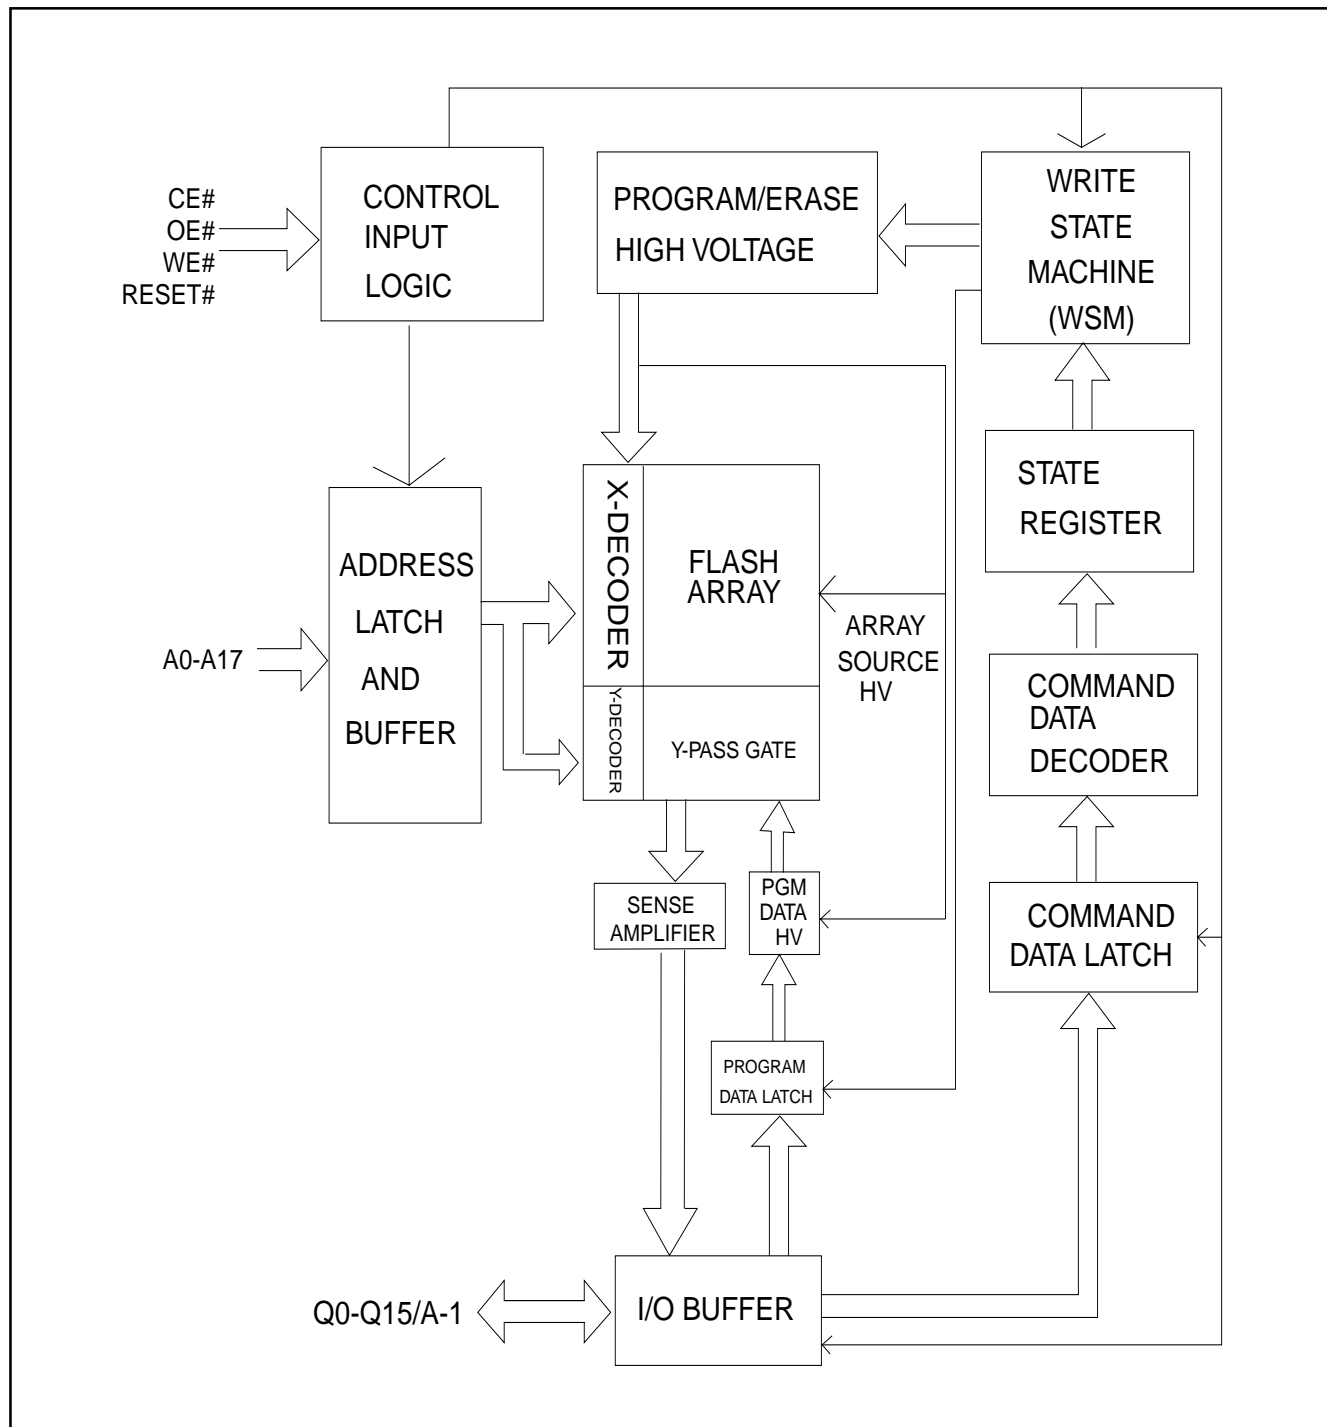 CE#
OE#
WE#
RESET#
CONTROL
INPUT
LOGIC
PROGRAM/ERASE
HIGH VOLTAGE
WRITE
STATE
MACHINE
(WSM)
STATE
REGISTER
X-DECODER
FLASH
ARRAY
ADDRESS
LATCH
AND
BUFFER
A0-A17
ARRAY
SOURCE
HV
Y-DECODER
Y-PASS GATE
COMMAND
DATA
DECODER
SENSE
AMPLIFIER
PGM
DATA
HV
COMMAND
DATA LATCH
PROGRAM
DATA LATCH
Q0-Q15/A-1
I/O BUFFER